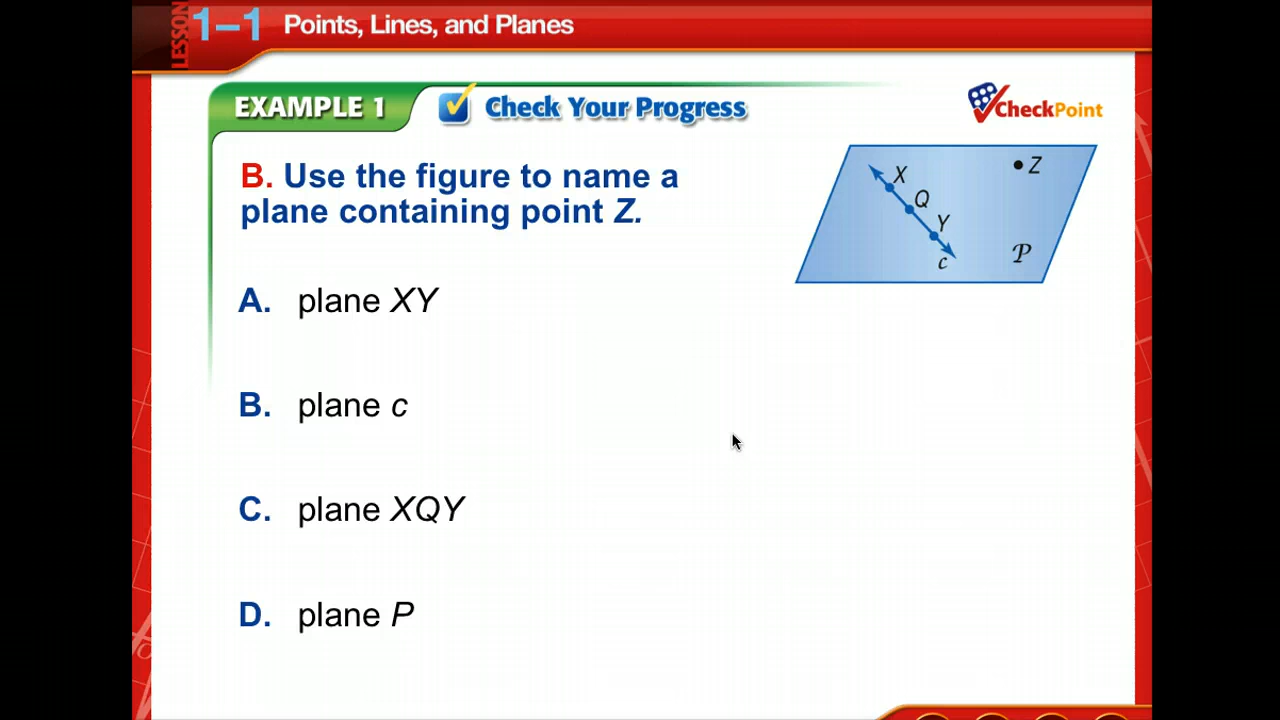 LESSON 1–1 Points, Lines, and Planes
EXAMPLE 1 Check Your Progress
CheckPoint
B. Use the figure to name a
plane containing point Z.
X
Z
Q
Y
c
P
A. plane XY
B. plane c
C. plane XQY
D. plane P